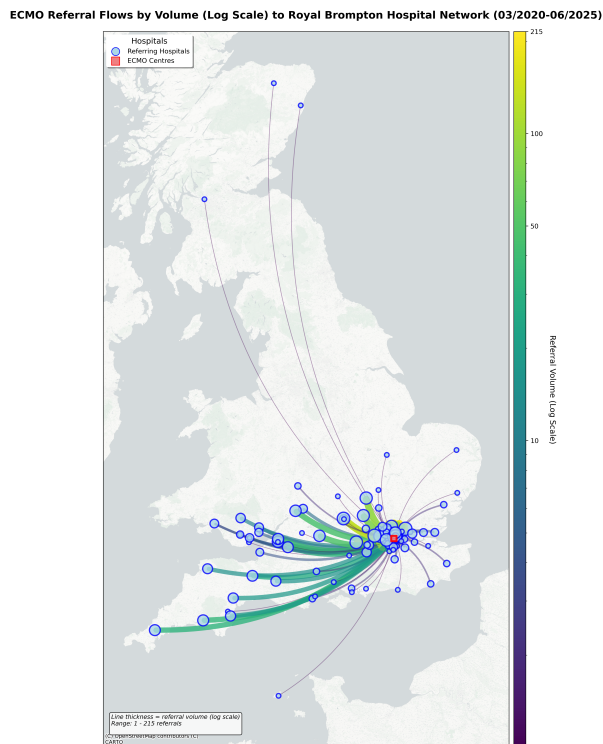 ECMO Referral Flows by Volume (Log Scale) to Royal Brompton Hospital Network (03/2020-06/2025)
Hospitals
Referring Hospitals
ECMO Centres
215
100
50
10
Referral Volume (Log Scale)
Line thickness = referral volume (log scale)
Range: 1 - 215 referrals
(C) OpenStreetMap contributors (C)
CARTO